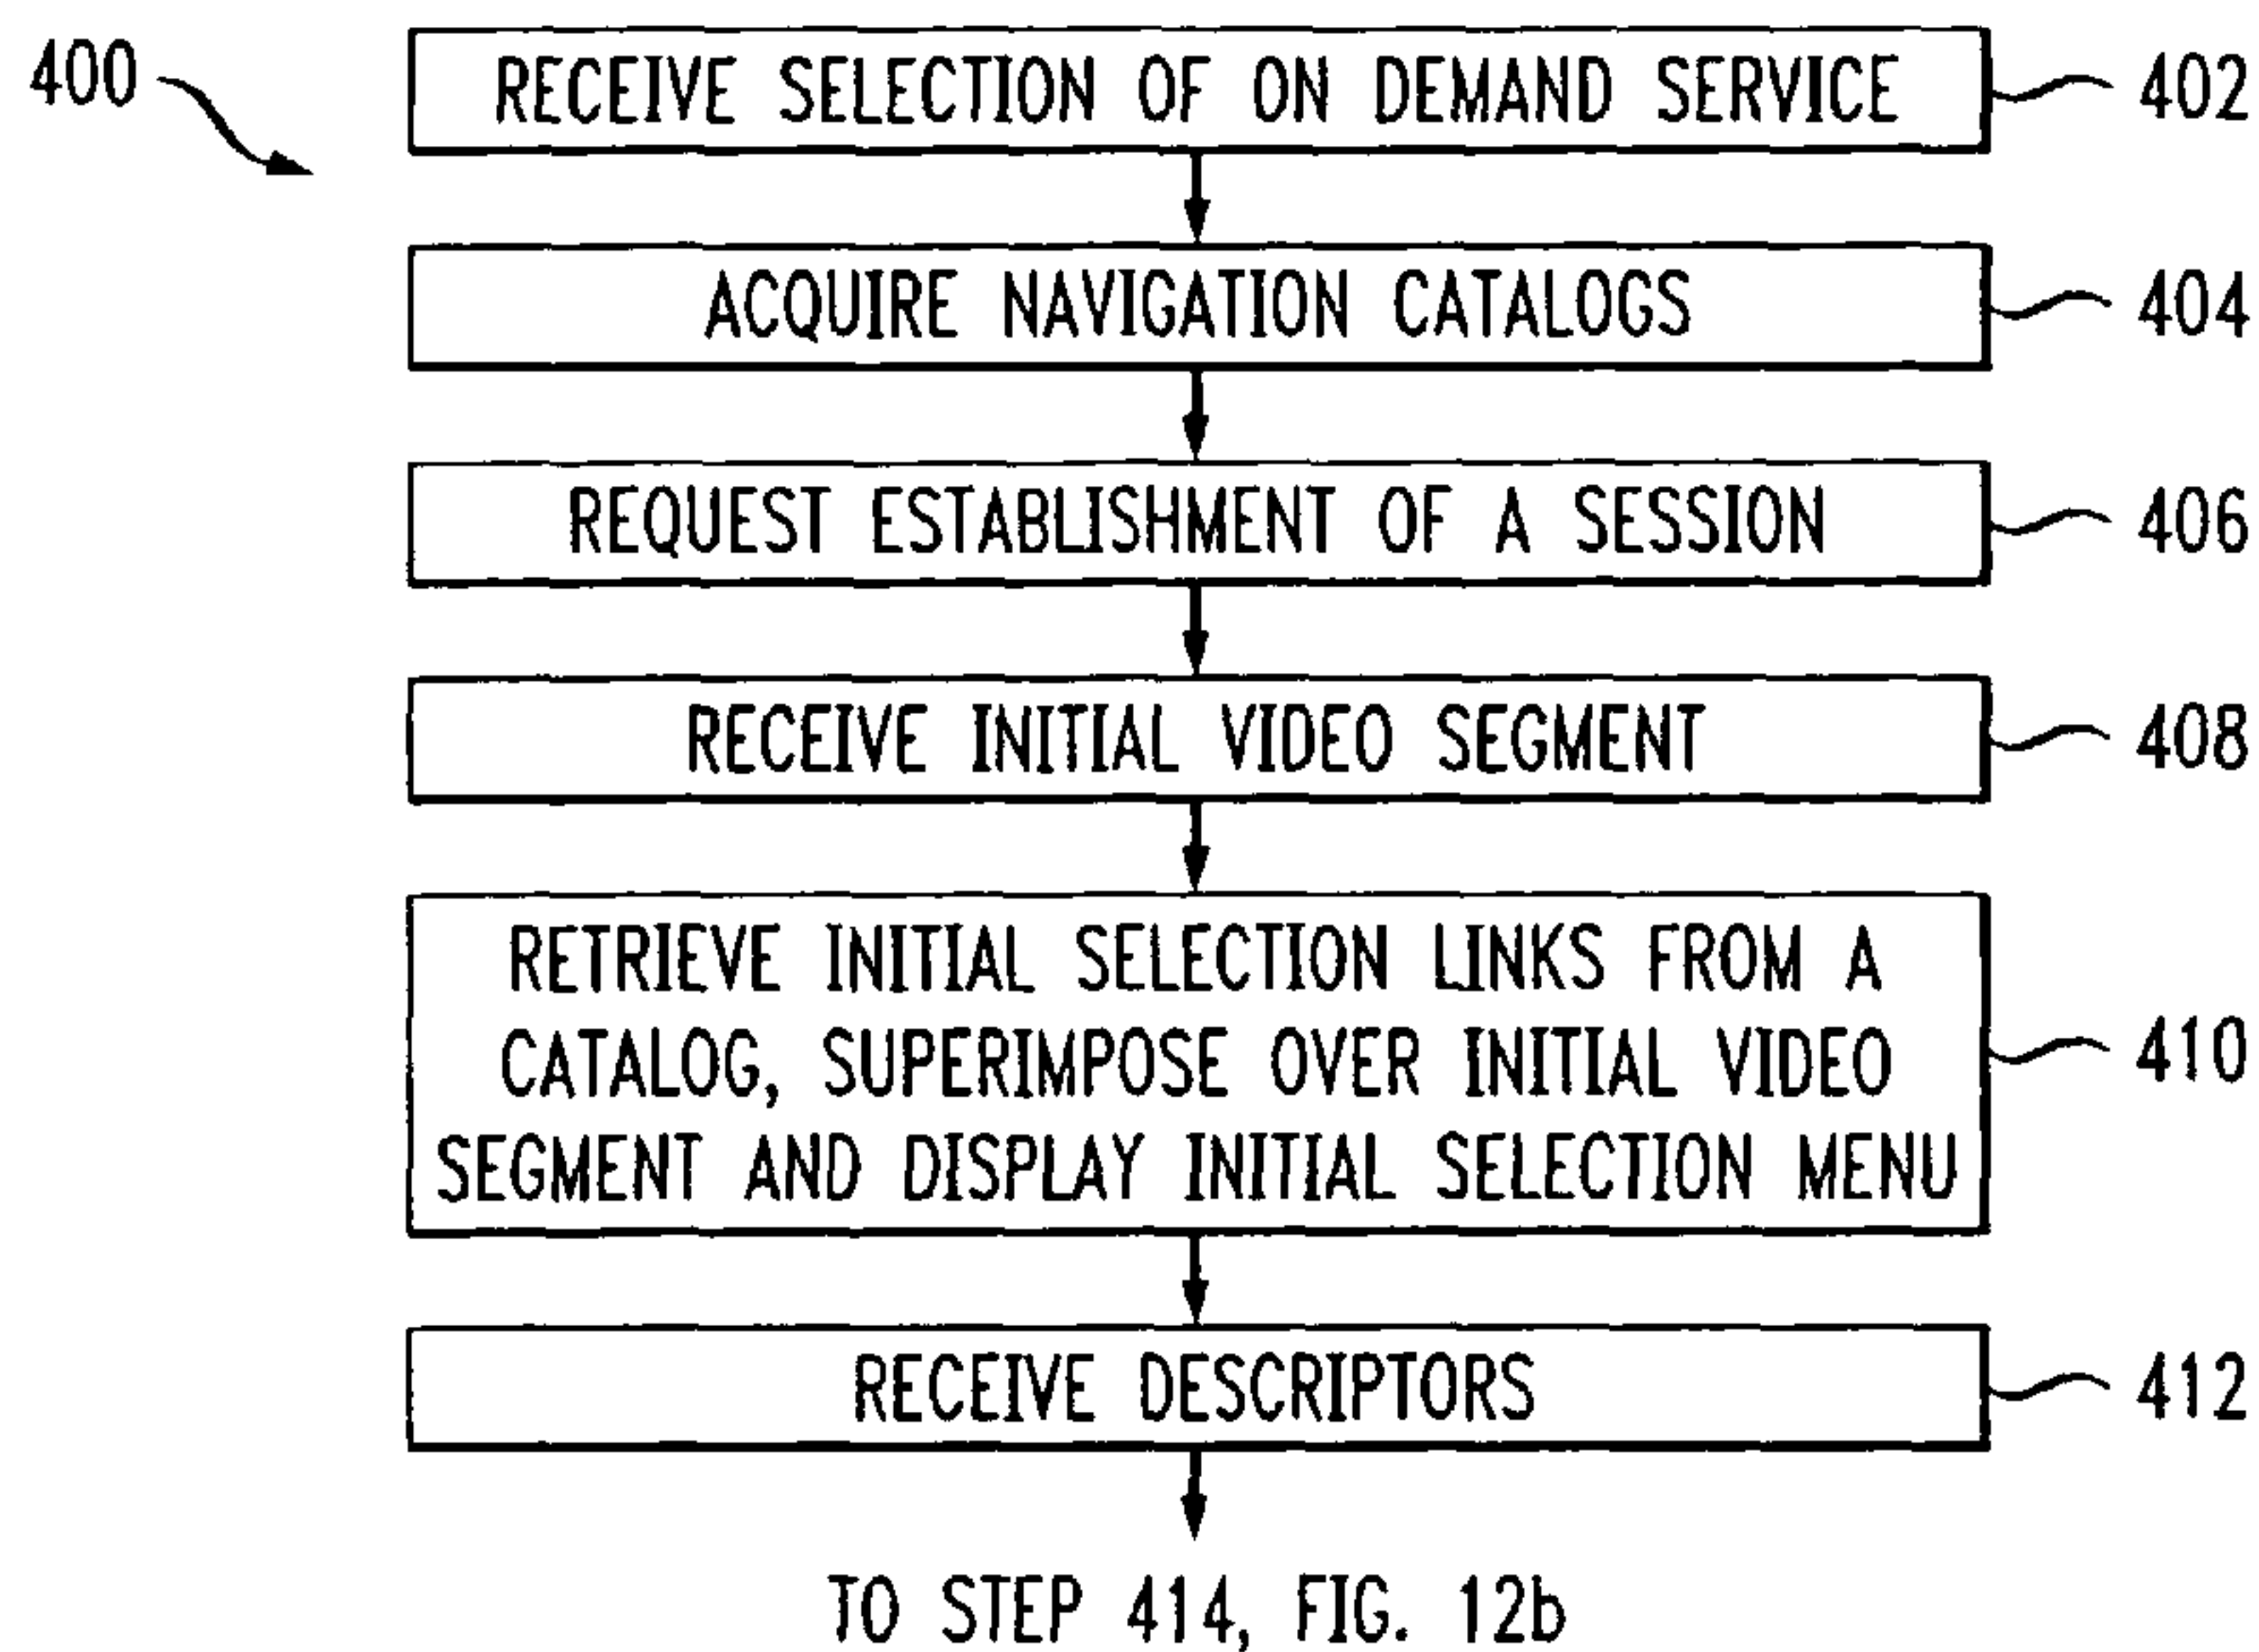 400
RECEIVE SELECTION OF ON DEMAND SERVICE
402
ACQUIRE NAVIGATION CATALOGS
404
REQUEST ESTABLISHMENT OF A SESSION
406
RECEIVE INITIAL VIDEO SEGMENT
408
RETRIEVE INITIAL SELECTION LINKS FROM A
CATALOG, SUPERIMPOSE OVER INITIAL VIDEO
SEGMENT AND DISPLAY INITIAL SELECTION MENU
410
RECEIVE DESCRIPTORS
412
TO STEP 414, FIG. 12b